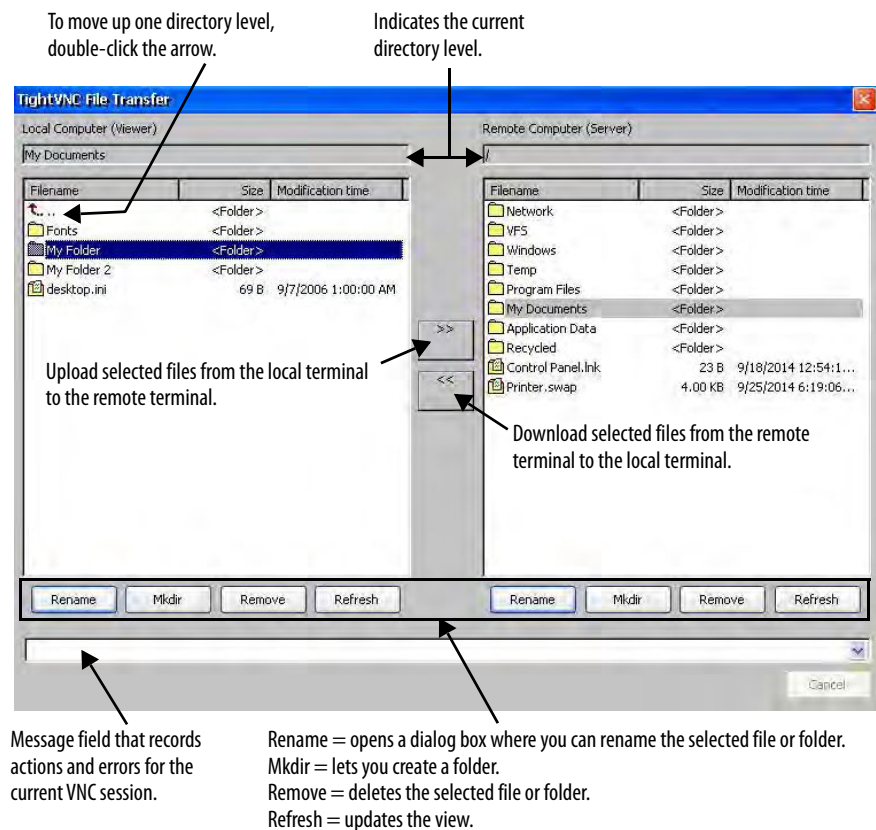 To move up one directory level,
double-click the arrow.
Indicates the current
directory level.
TightVNC File Transfer
Local Computer (Viewer)
Remote Computer (Server)
My Documents
/
Filename Size Modification time
.. <Folder>
Fonts <Folder>
My Folder <Folder>
My Folder 2 <Folder>
desktop.ini 69 B 9/7/2006 1:00:00 AM
Filename Size Modification time
Network <Folder>
VFS <Folder>
Windows <Folder>
Temp <Folder>
Program Files <Folder>
My Documents <Folder>
Application Data <Folder>
Recycled <Folder>
Control Panel.lnk 23 B 9/18/2014 12:54:1...
Printer.swap 4.00 KB 9/25/2014 6:19:06...
>>
<<
Upload selected files from the local terminal
to the remote terminal.
Download selected files from the remote
terminal to the local terminal.
Rename Mkdir Remove Refresh
Rename Mkdir Remove Refresh
Cancel
Message field that records
actions and errors for the
current VNC session.
Rename = opens a dialog box where you can rename the selected file or folder.
Mkdir = lets you create a folder.
Remove = deletes the selected file or folder.
Refresh = updates the view.